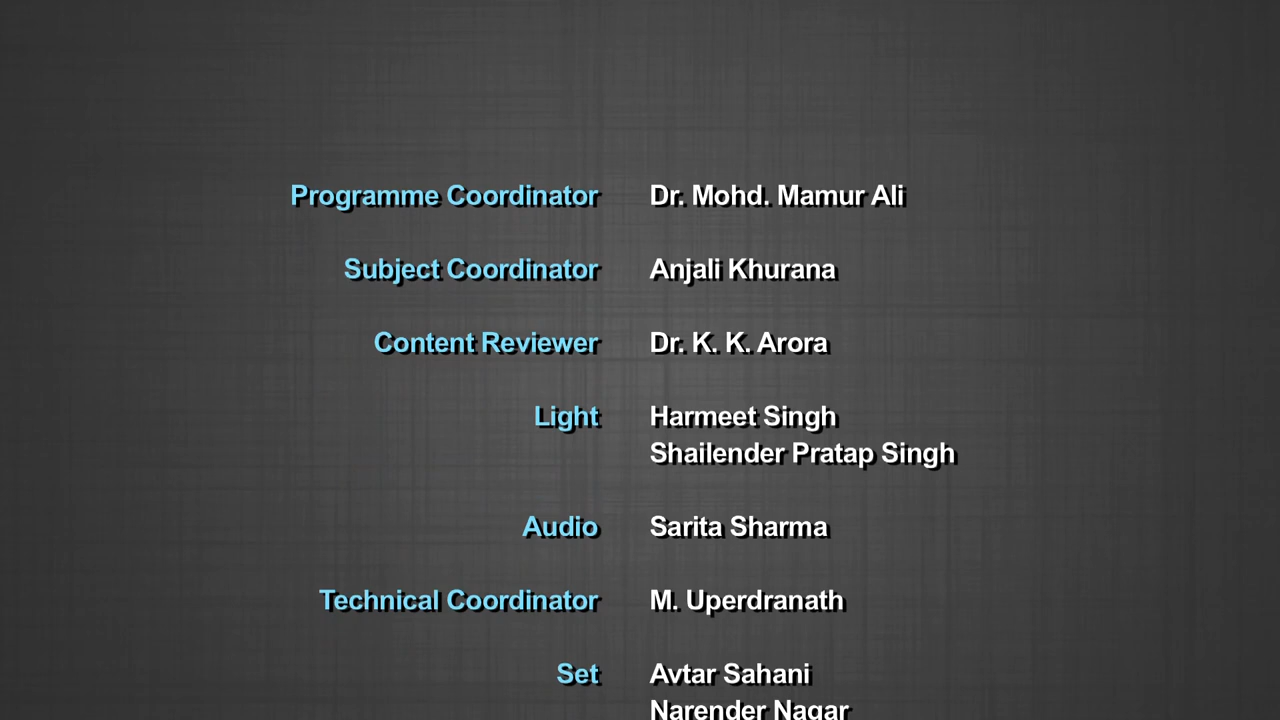 Programme Coordinator Dr. Mohd. Mamur Ali
Subject Coordinator Anjali Khurana
Content Reviewer Dr. K. K. Arora
Light Harmeet Singh
Shailender Pratap Singh
Audio Sarita Sharma
Technical Coordinator M. Uperdranath
Set Avtar Sahani
Narender Nagar